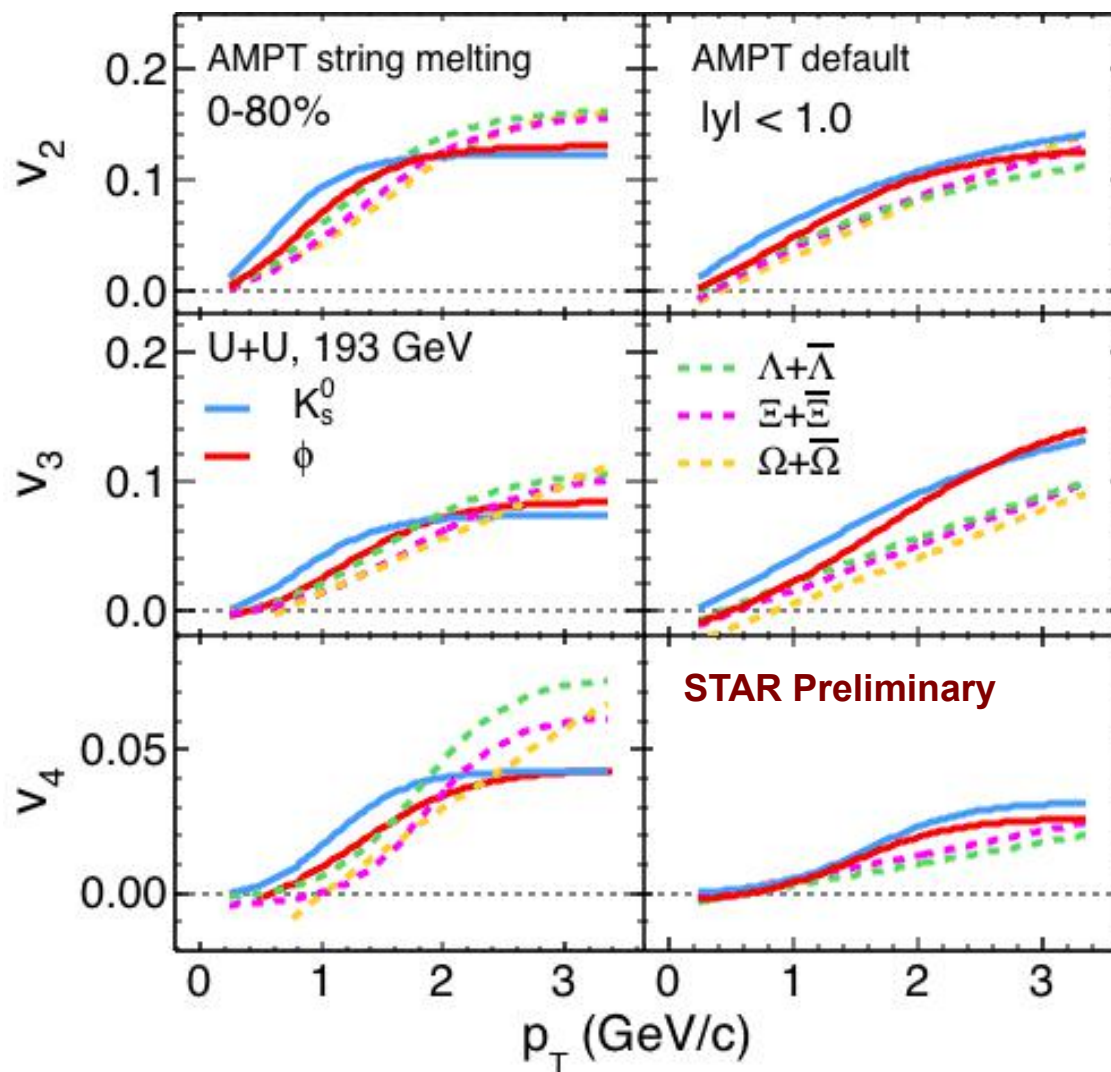 AMPT string melting
0-80%
AMPT default
|y| < 1.0
v₂
0.2
0.1
0.0
U+U, 193 GeV
K⁰ₛ
ϕ
Λ+Λ̅
Ξ+Ξ̅
Ω+Ω̅
v₃
0.2
0.1
0.0
STAR Preliminary
v₄
0.05
0.00
0 1 2 3
0 1 2 3
p_T (GeV/c)